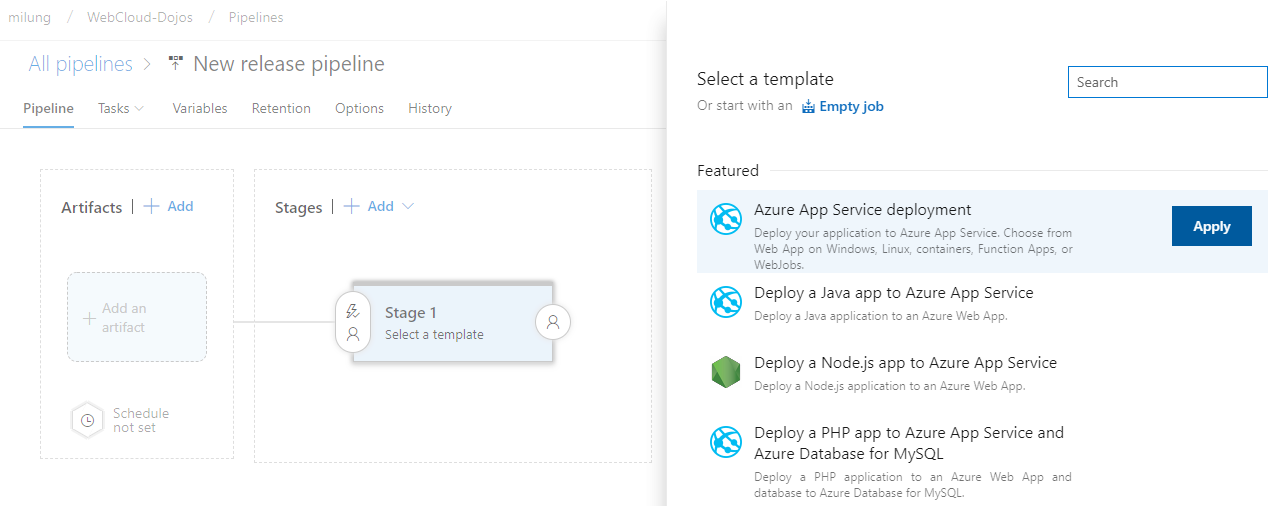 milung / WebCloud-Dojos / Pipelines
All pipelines > New release pipeline
Pipeline Tasks Variables Retention Options History
Artifacts | + Add
Stages | + Add
+ Add an
artifact
Schedule
not set
Stage 1
Select a template
Select a template
Or start with an Empty job
Search
Featured
Azure App Service deployment
Deploy your application to Azure App Service. Choose from
Web App on Windows, Linux, containers, Function Apps, or
WebJobs.
Apply
Deploy a Java app to Azure App Service
Deploy a Java application to an Azure Web App.
Deploy a Node.js app to Azure App Service
Deploy a Node.js application to an Azure Web App.
Deploy a PHP app to Azure App Service and
Azure Database for MySQL
Deploy a PHP application to an Azure Web App and
database to Azure Database for MySQL.